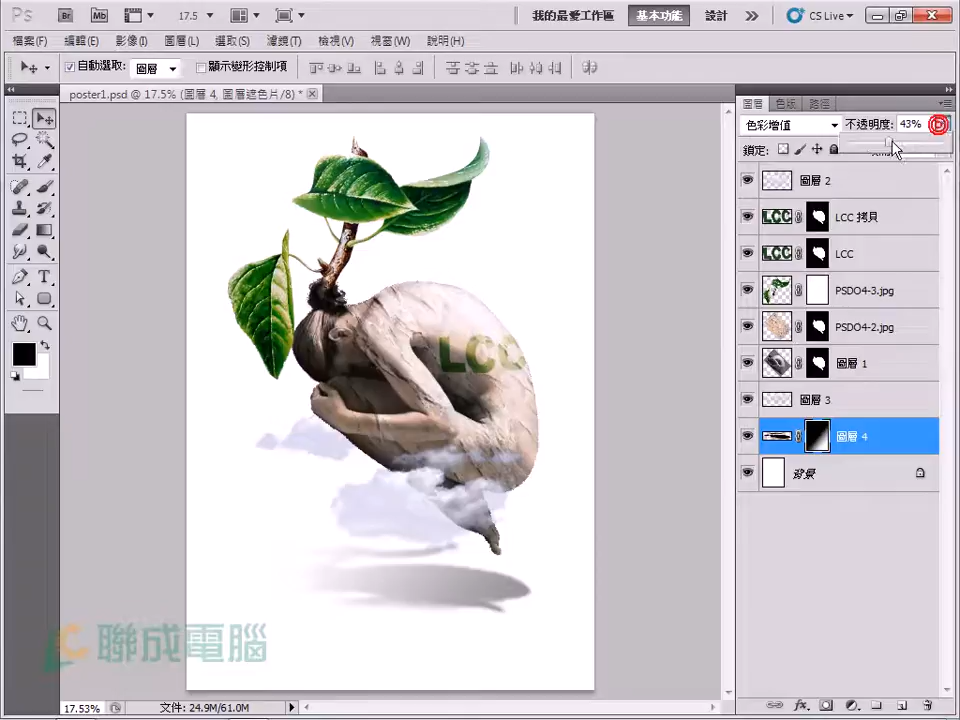 Ps Br Mb 17.5 我的最愛工作區 基本功能 設計 CS Live
檔案(F) 編輯(E) 影像(I) 圖層(L) 選取(S) 濾鏡(T) 檢視(V) 視窗(W) 說明(H)
自動選取: 圖層 顯示變形控制項
poster1.psd @ 17.5% (圖層 4, 圖層遮色片/8) *
圖層 色版 路徑
色彩增值 不透明度: 43%
鎖定:
圖層 2
LCC LCC 拷貝
LCC LCC
PSDO4-3.jpg
PSDO4-2.jpg
圖層 1
圖層 3
圖層 4
背景
LCC
聯成電腦
17.53% 文件: 24.9M/61.0M